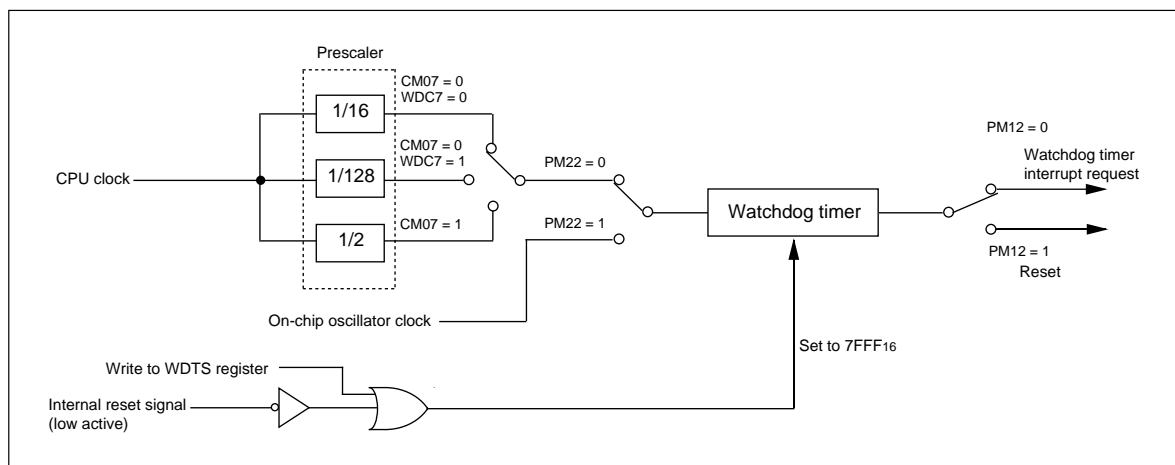 Prescaler
CM07 = 0
WDC7 = 0
1/16
CM07 = 0
WDC7 = 1
PM12 = 0
PM22 = 0
Watchdog timer
interrupt request
CPU clock
1/128
Watchdog timer
1/2
CM07 = 1
PM22 = 1
PM12 = 1
Reset
On-chip oscillator clock
Set to 7FFF16
Write to WDTS register
Internal reset signal
(low active)